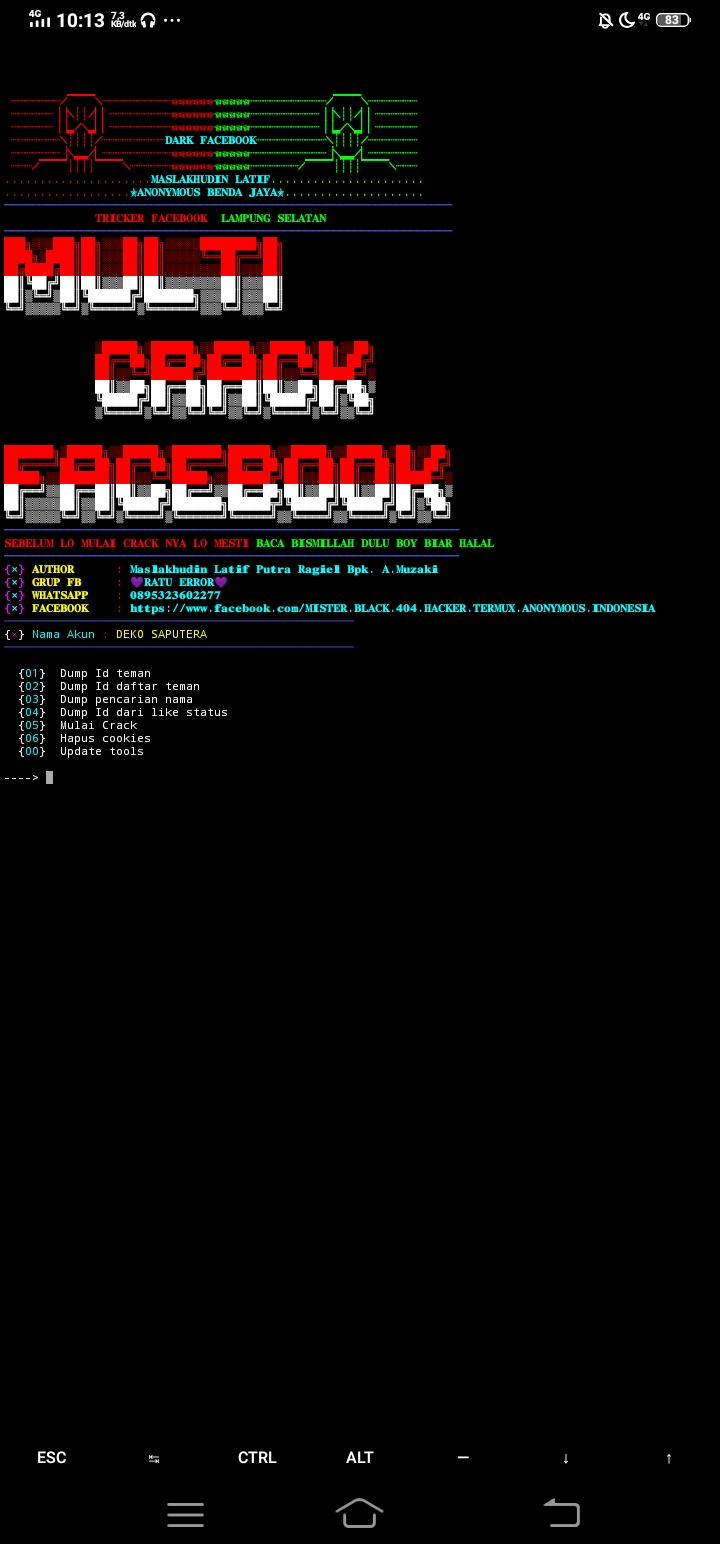 4G 10:13 7,3 KB/dtk 4G 83
DARK FACEBOOK
MASLAKHUDIN LATIIF
★ANONYMOUS BENDA JAYA★
TRICKER FACEBOOK LAMPUNG SELATAN
MULTI
CRACK
FACEBOOK
SEBELUM LO MULAI CRACK NYA LO MESTI BACA BISMILLAH DULU BOY BIAR HALAL
{×} AUTHOR : Maslakhudin Latiif Putra Ragiel Bpk. A.Muzakii
{×} GRUP FB : 💜RATU ERROR💜
{×} WHATSAPP : 0895323602277
{×} FACEBOOK : https://www.facebook.com/MISTER.BLACK.404.HACKER.TERMUX.ANONYMOUS.INDONESIA
{×} Nama Akun : DEKO SAPUTERA
{01} Dump Id teman
{02} Dump Id daftar teman
{03} Dump pencarian nama
{04} Dump Id dari like status
{05} Mulai Crack
{06} Hapus cookies
{00} Update tools
---->
ESC ↹ CTRL ALT — ↓ ↑